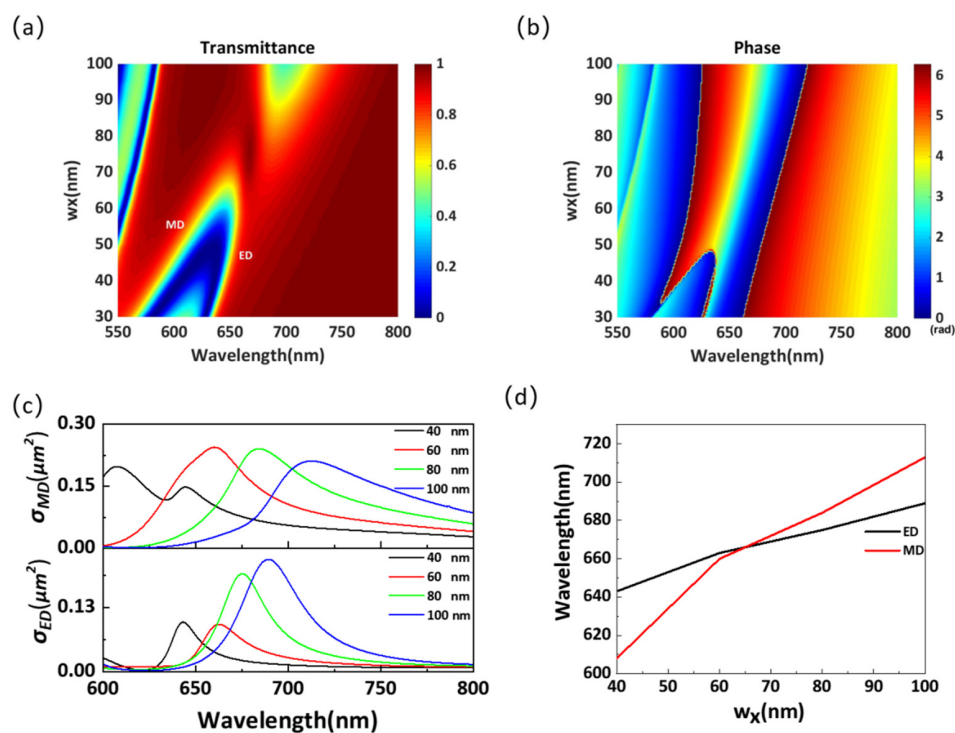 (a)
Transmittance
100
90
80
70
60
50
40
30
wx(nm)
MD
ED
550
600
650
700
750
800
Wavelength(nm)
1
0.8
0.6
0.4
0.2
0
(b)
Phase
100
90
80
70
60
50
40
30
wx(nm)
550
600
650
700
750
800
Wavelength(nm)
6
5
4
3
2
1
0
(rad)
(c)
0.30
0.15
0.00
σMD(μm²)
40 nm
60 nm
80 nm
100 nm
0.13
0.00
σED(μm²)
40 nm
60 nm
80 nm
100 nm
600
650
700
750
800
Wavelength(nm)
(d)
720
700
680
660
640
620
600
Wavelength(nm)
ED
MD
40
50
60
70
80
90
100
wx(nm)